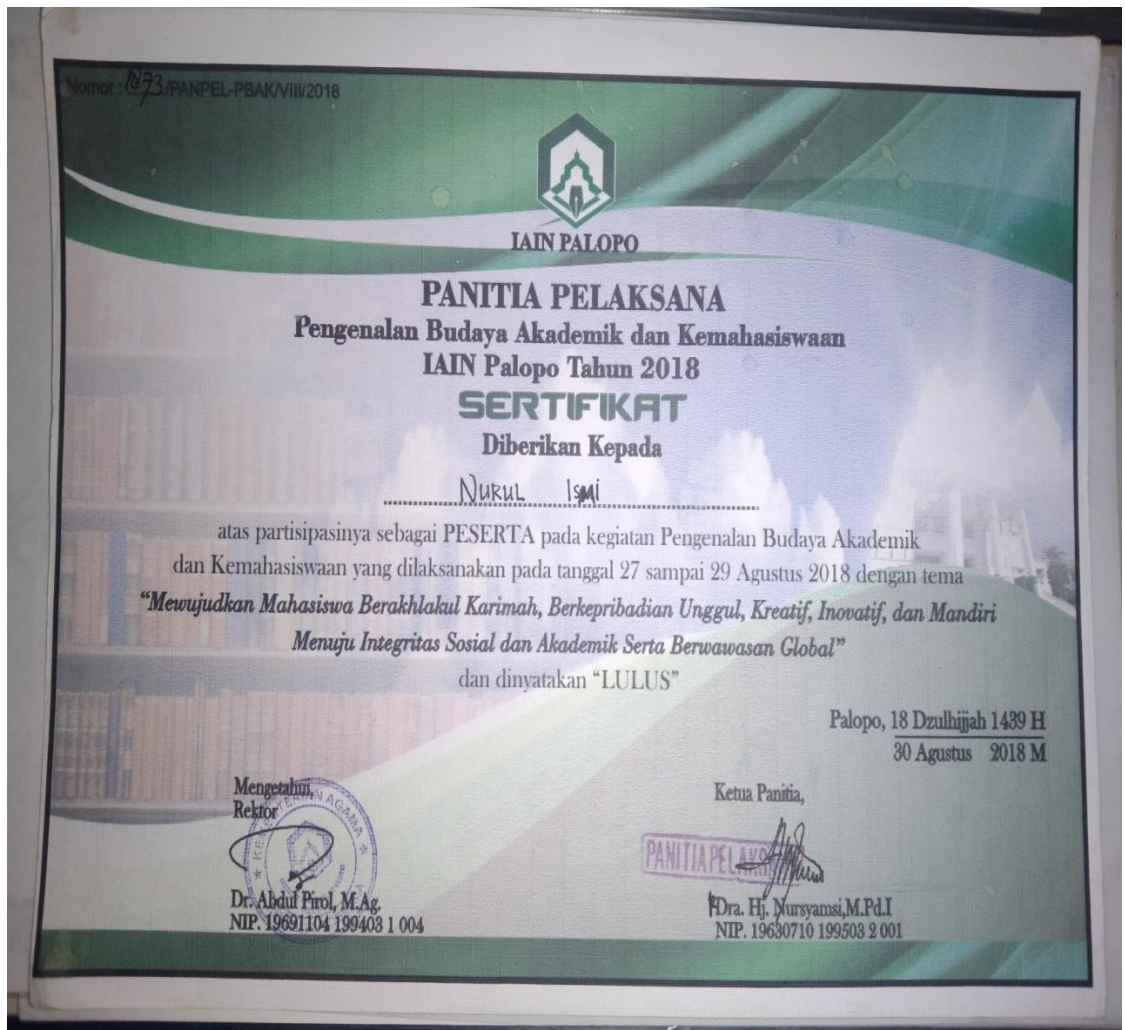 Nomor : /PANPEL-PBAK/VIII/2018
IAIN PALOPO
PANITIA PELAKSANA
Pengenalan Budaya Akademik dan Kemahasiswaan
IAIN Palopo Tahun 2018
SERTIFIKAT
Diberikan Kepada
Nurul Ismi
atas partisipasinya sebagai PESERTA pada kegiatan Pengenalan Budaya Akademik
dan Kemahasiswaan yang dilaksanakan pada tanggal 27 sampai 29 Agustus 2018 dengan tema
“Mewujudkan Mahasiswa Berakhlakul Karimah, Berkepribadian Unggul, Kreatif, Inovatif, dan Mandiri
Menuju Integritas Sosial dan Akademik Serta Berwawasan Global”
dan dinyatakan “LULUS”
Palopo, 18 Dzulhijjah 1439 H
30 Agustus 2018 M
Mengetahui,
Rektor
KEMENTERIAN AGAMA
Dr. Abdul Pirol, M.Ag.
NIP. 19691104 199403 1 004
Ketua Panitia,
PANITIA
Dra. Hj. Nursyamsi,M.Pd.I
NIP. 19630710 199503 2 001